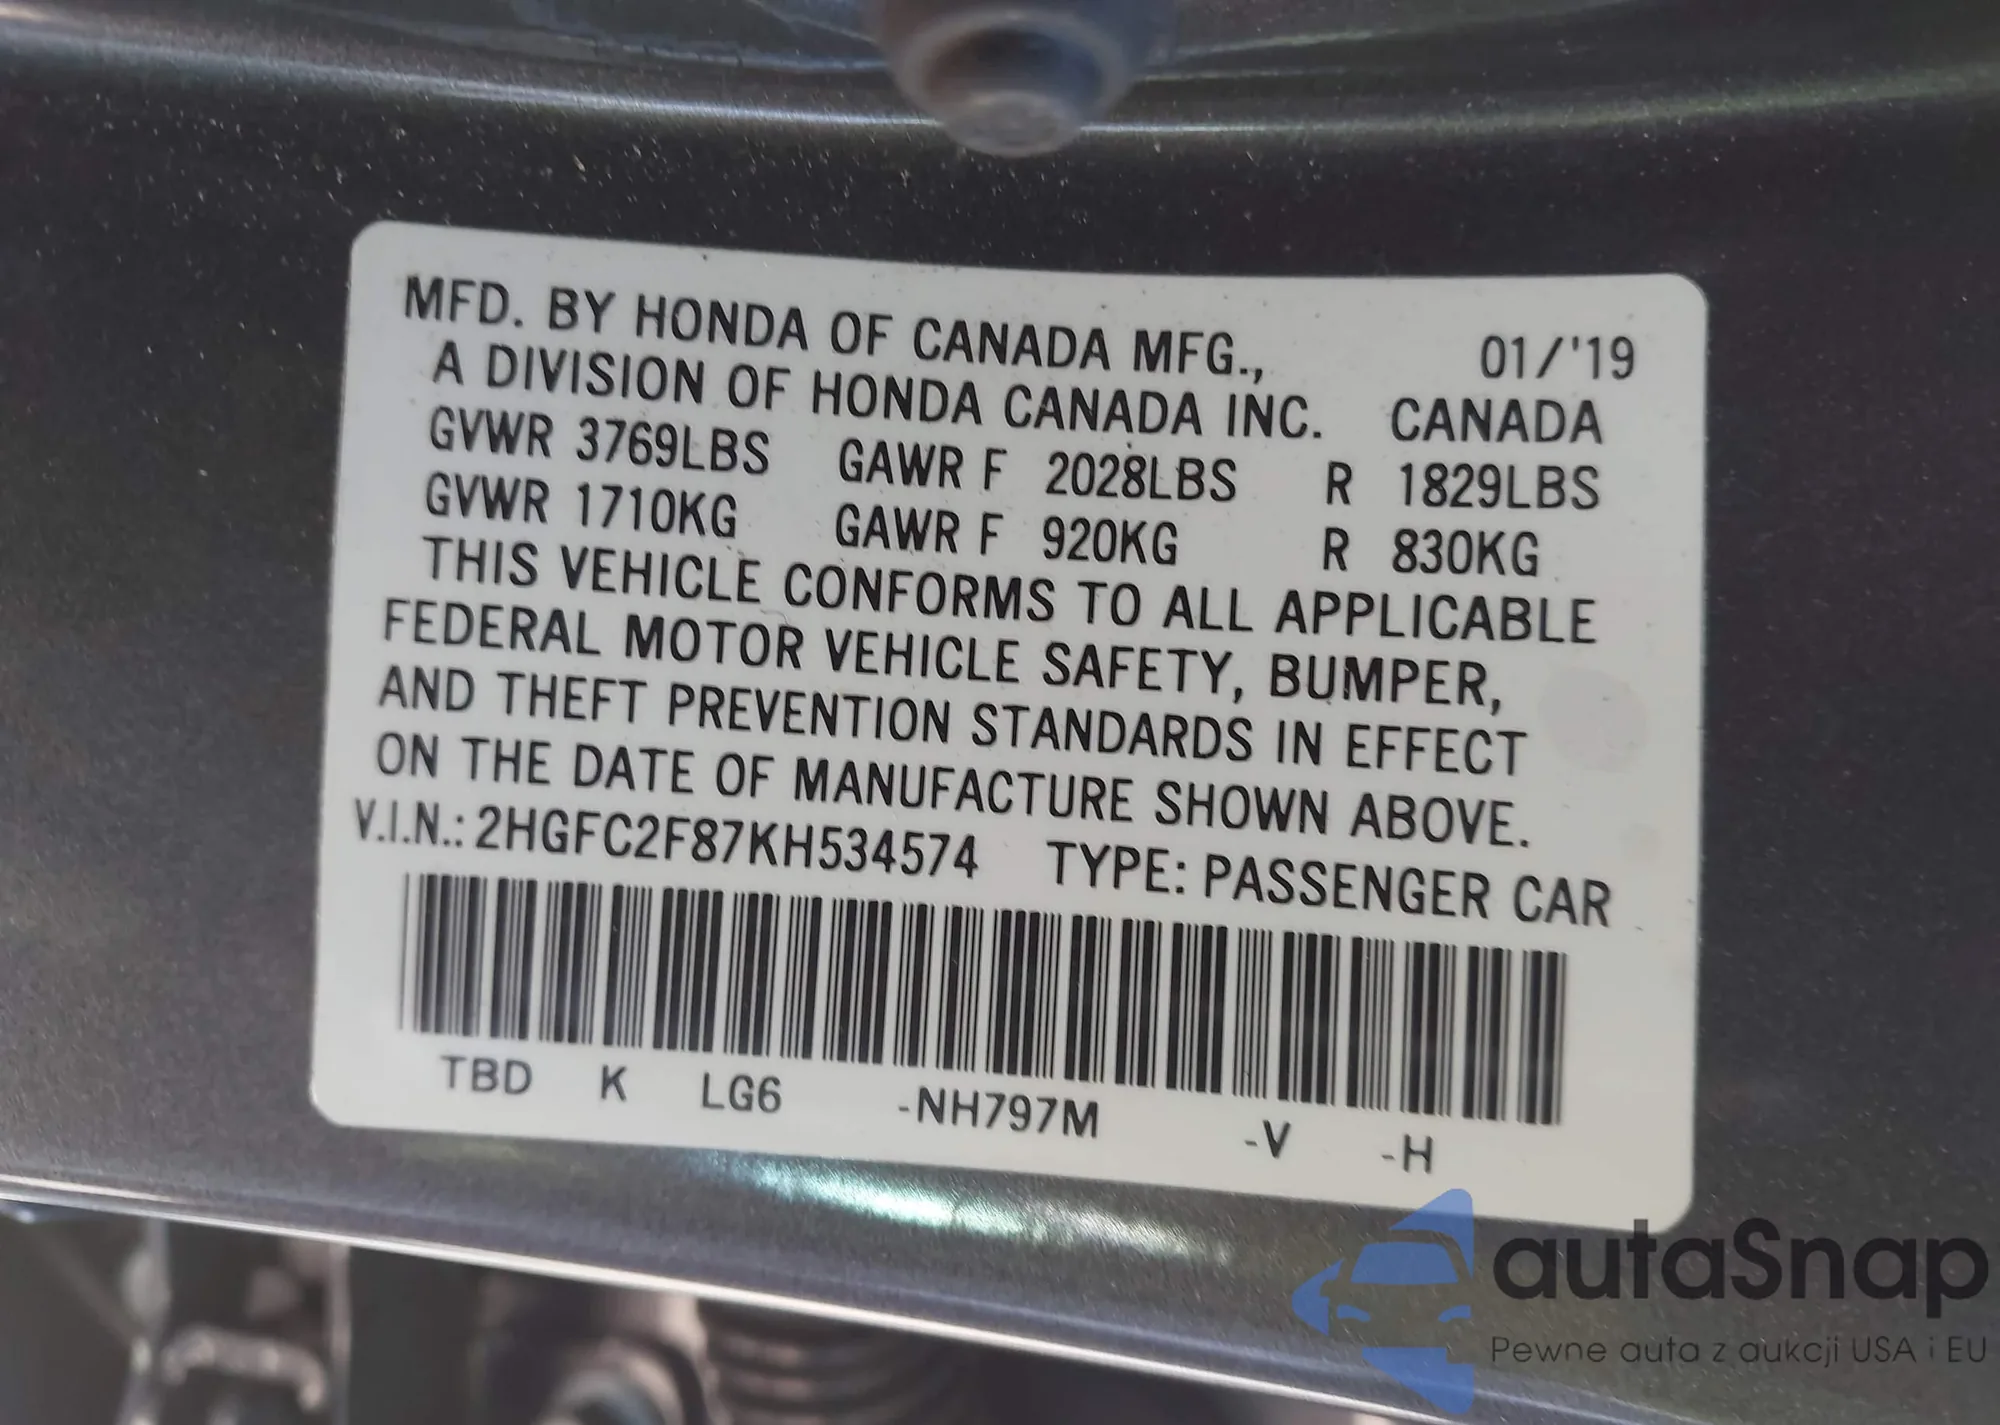 MFD. BY HONDA OF CANADA MFG., 01/'19
A DIVISION OF HONDA CANADA INC. CANADA
GVWR 3769LBS GAWR F 2028LBS R 1829LBS
GVWR 1710KG GAWR F 920KG R 830KG
THIS VEHICLE CONFORMS TO ALL APPLICABLE
FEDERAL MOTOR VEHICLE SAFETY, BUMPER,
AND THEFT PREVENTION STANDARDS IN EFFECT
ON THE DATE OF MANUFACTURE SHOWN ABOVE.
V.I.N.: 2HGFC2F87KH534574 TYPE: PASSENGER CAR
TBD K LG6 -NH797M -V -H
autaSnap
Pewne auta z aukcji USA i EU